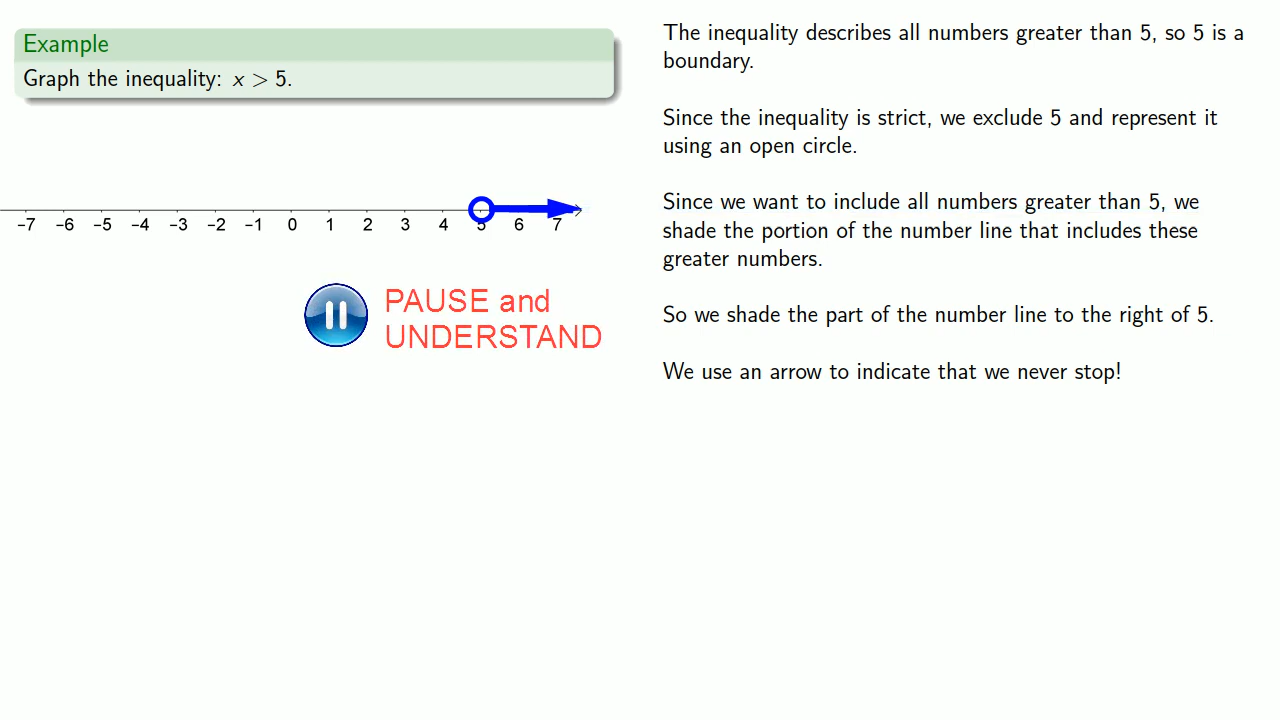 Example
Graph the inequality: x > 5.
-7 -6 -5 -4 -3 -2 -1 0 1 2 3 4 5 6 7
PAUSE and
UNDERSTAND
The inequality describes all numbers greater than 5, so 5 is a
boundary.
Since the inequality is strict, we exclude 5 and represent it
using an open circle.
Since we want to include all numbers greater than 5, we
shade the portion of the number line that includes these
greater numbers.
So we shade the part of the number line to the right of 5.
We use an arrow to indicate that we never stop!